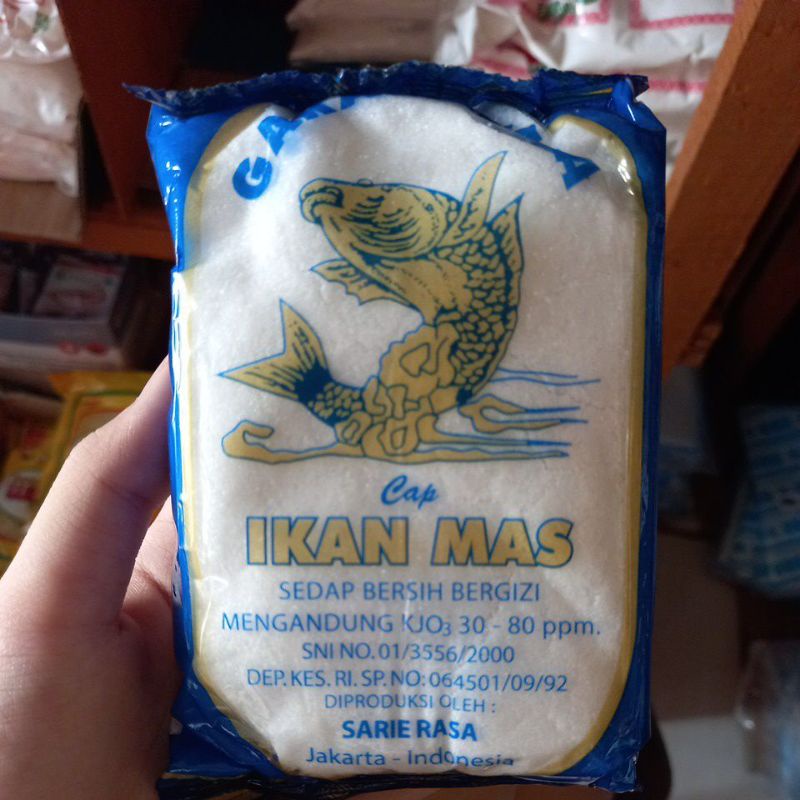 Cap
IKAN MAS
SEDAP BERSIH BERGIZI
MENGANDUNG KJO₃ 30 - 80 ppm.
SNI NO. 01/3556/2000
DEP. KES. RI. SP. NO: 064501/09/92
DIPRODUKSI OLEH :
SARIE RASA
Jakarta - Indonesia